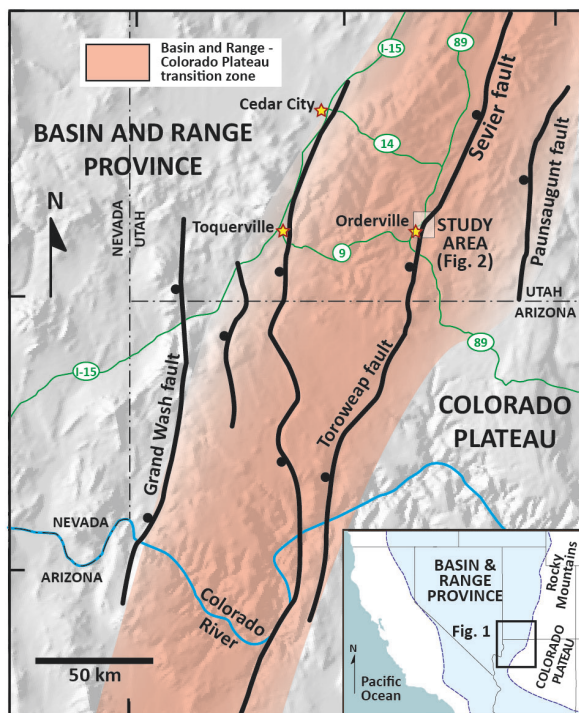 Basin and Range -
Colorado Plateau
transition zone
I-15
89
Cedar City
BASIN AND RANGE
PROVINCE
14
Sevier fault
Paunsaugunt fault
N
NEVADA
UTAH
Toquerville
Orderville
STUDY
AREA
(Fig. 2)
9
UTAH
ARIZONA
I-15
89
Grand Wash fault
Toroweap fault
COLORADO
PLATEAU
NEVADA
ARIZONA
Colorado
River
50 km
BASIN &
RANGE
PROVINCE
Rocky
Mountains
Fig. 1
COLORADO
PLATEAU
N
Pacific
Ocean